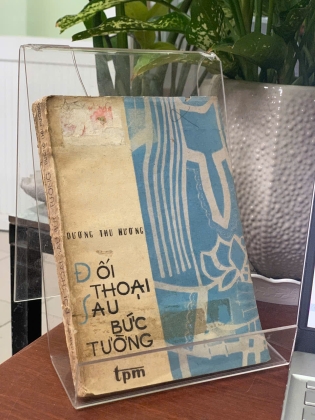 DƯƠNG THU HƯƠNG
ĐỐI
THOẠI
SAU
BỨC
TƯỜNG
tpm